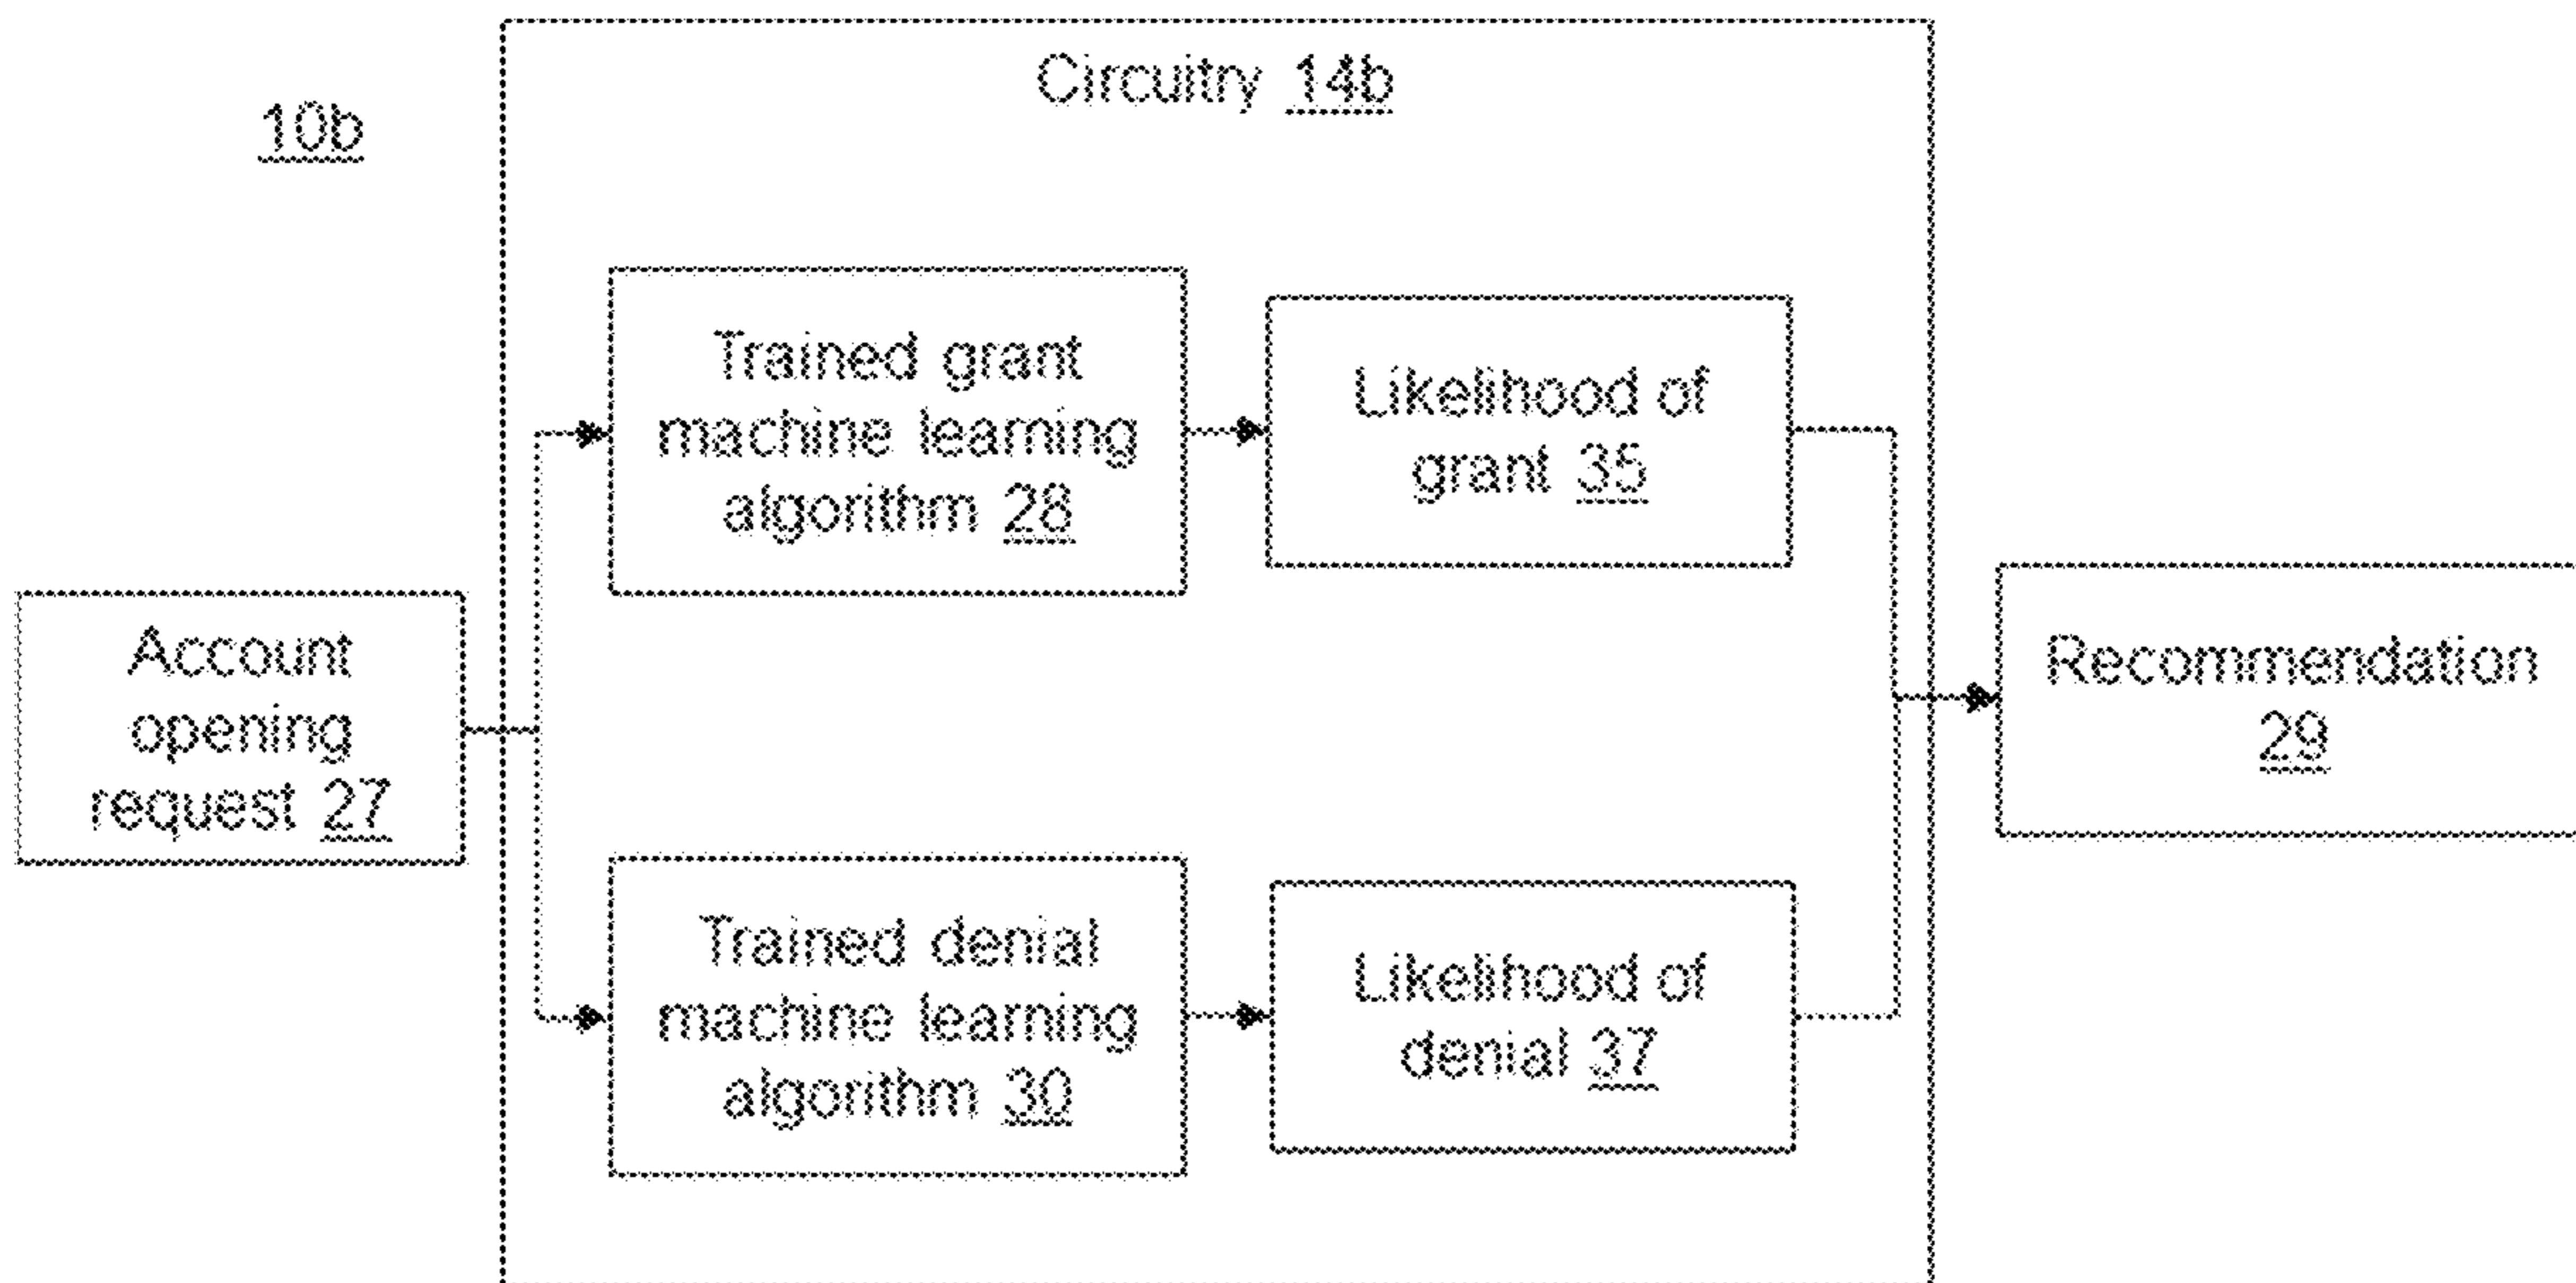 10b
Circuitry 14b
Account
opening
request 27
Trained grant
machine learning
algorithm 28
Likelihood of
grant 35
Trained denial
machine learning
algorithm 30
Likelihood of
denial 37
Recommendation
29